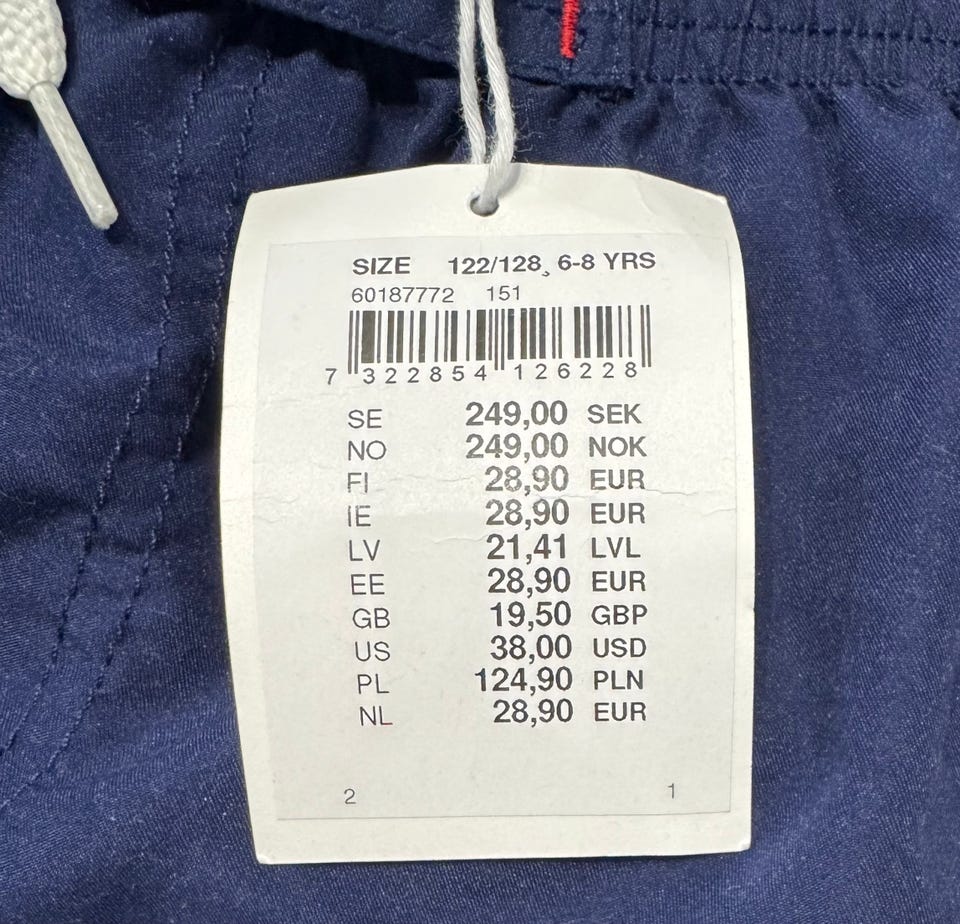 SIZE 122/128, 6-8 YRS
60187772 151
7 322854 126228
SE 249,00 SEK
NO 249,00 NOK
FI 28,90 EUR
IE 28,90 EUR
LV 21,41 LVL
EE 28,90 EUR
GB 19,50 GBP
US 38,00 USD
PL 124,90 PLN
NL 28,90 EUR
2 1